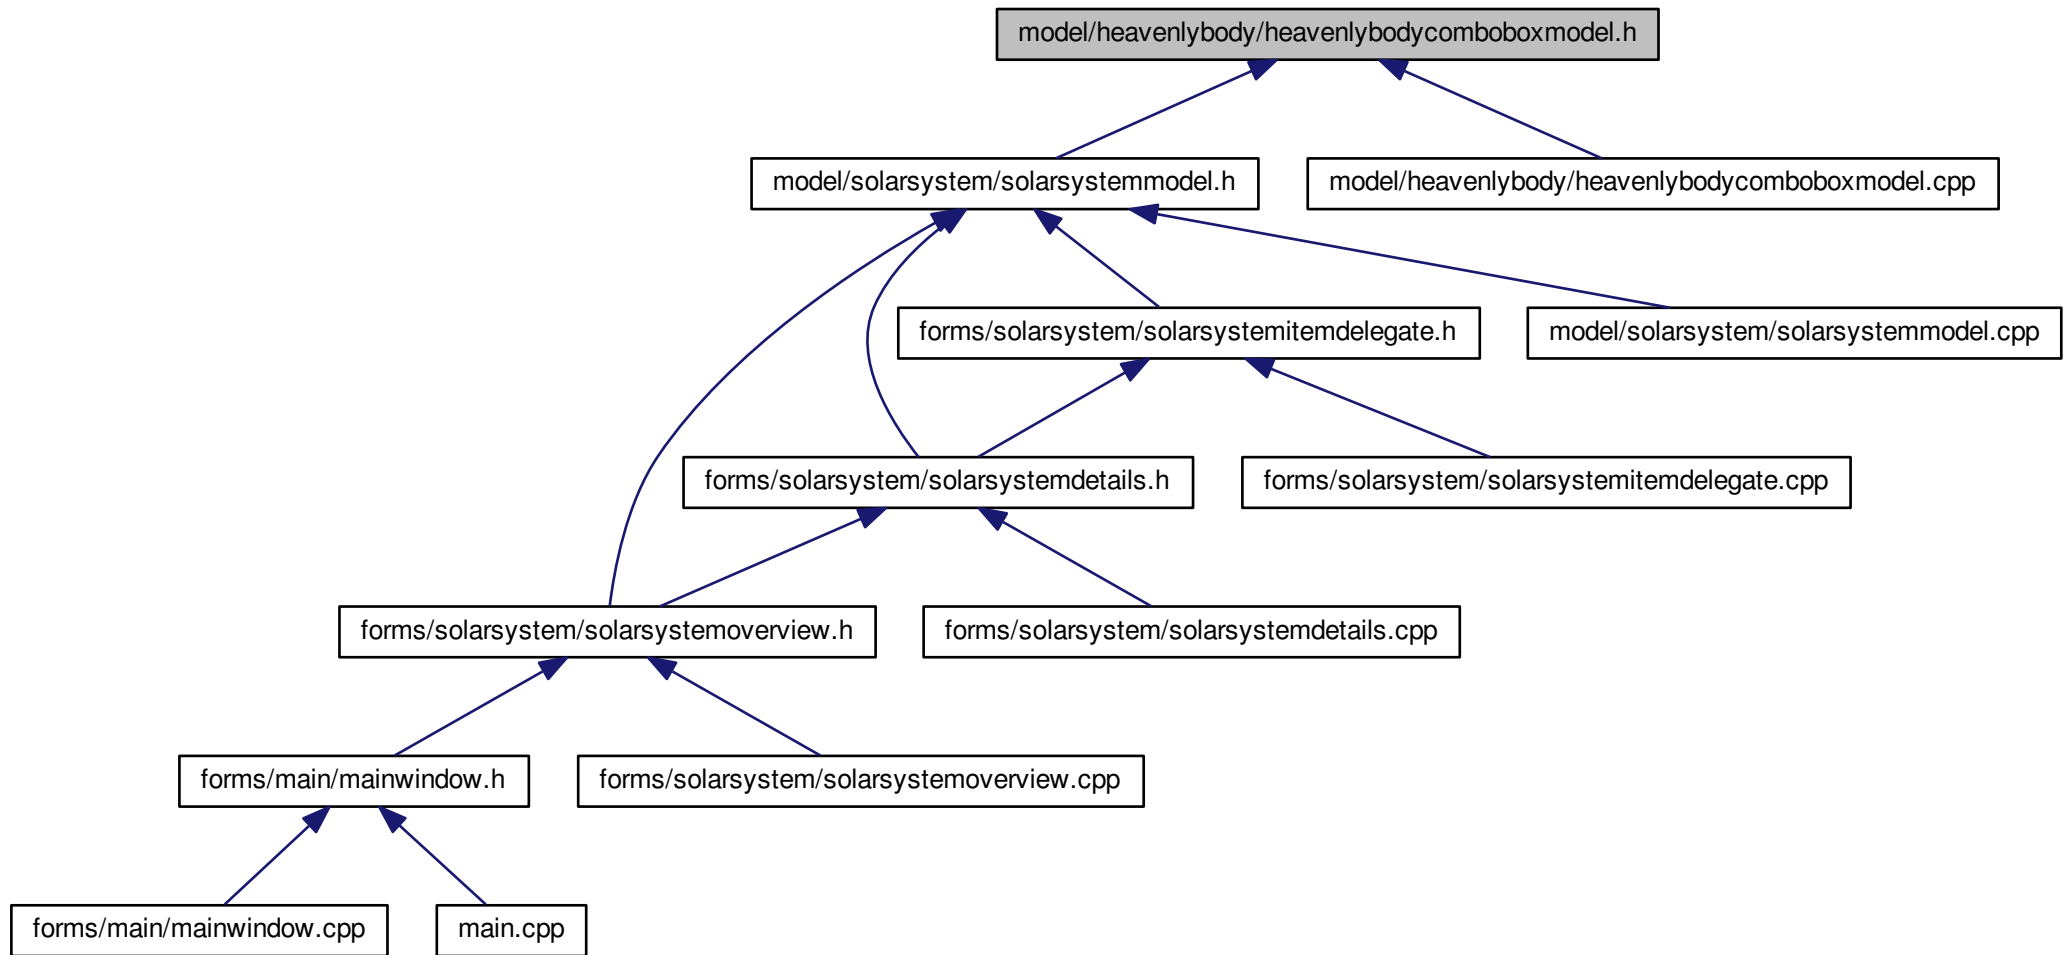 model/heavenlybody/heavenlybodycomboboxmodel.h
model/solarsystem/solarsystemmodel.h
model/heavenlybody/heavenlybodycomboboxmodel.cpp
forms/solarsystem/solarsystemitemdelegate.h
model/solarsystem/solarsystemmodel.cpp
forms/solarsystem/solarsystemdetails.h
forms/solarsystem/solarsystemitemdelegate.cpp
forms/solarsystem/solarsystemoverview.h
forms/solarsystem/solarsystemdetails.cpp
forms/main/mainwindow.h
forms/solarsystem/solarsystemoverview.cpp
forms/main/mainwindow.cpp
main.cpp